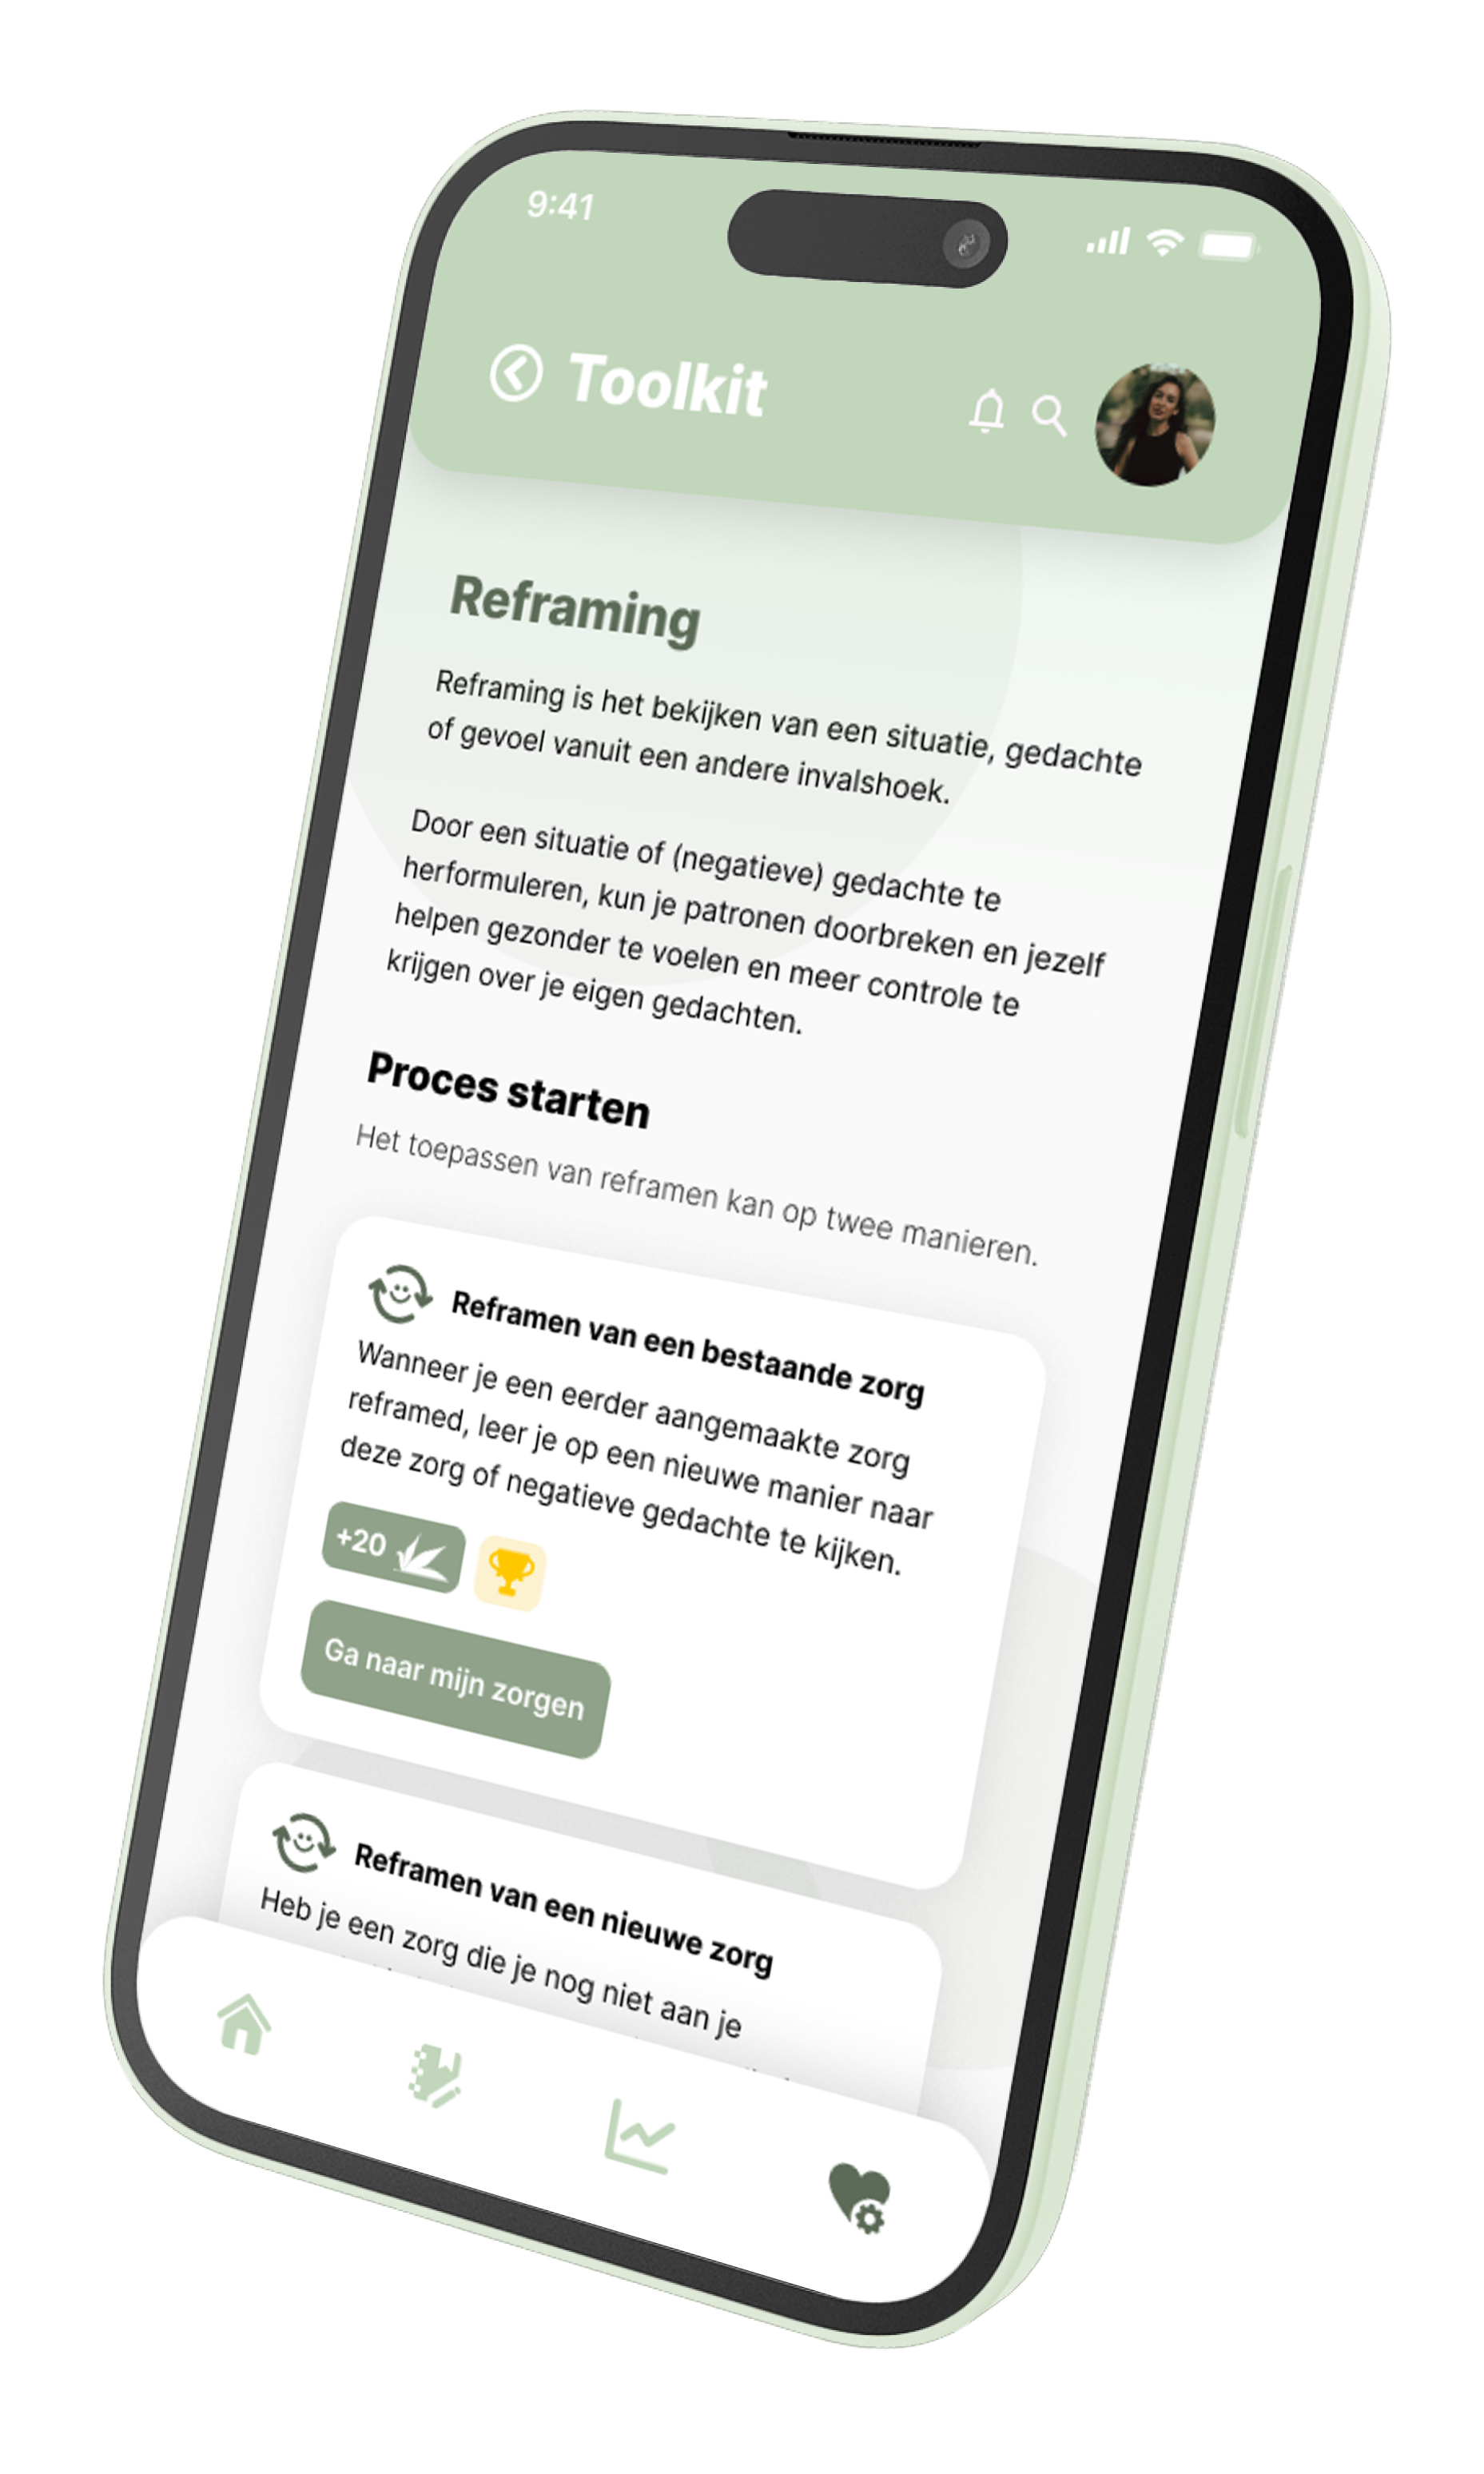 9:41
Toolkit
Reframing
Reframing is het bekijken van een situatie, gedachte
of gevoel vanuit een andere invalshoek.
Door een situatie of (negatieve) gedachte te
herformuleren, kun je patronen doorbreken en jezelf
helpen gezonder te voelen en meer controle te
krijgen over je eigen gedachten.
Proces starten
Het toepassen van reframen kan op twee manieren.
Reframen van een bestaande zorg
Wanneer je een eerder aangemaakte zorg
reframed, leer je op een nieuwe manier naar
deze zorg of negatieve gedachte te kijken.
+20
Ga naar mijn zorgen
Reframen van een nieuwe zorg
Heb je een zorg die je nog niet aan je